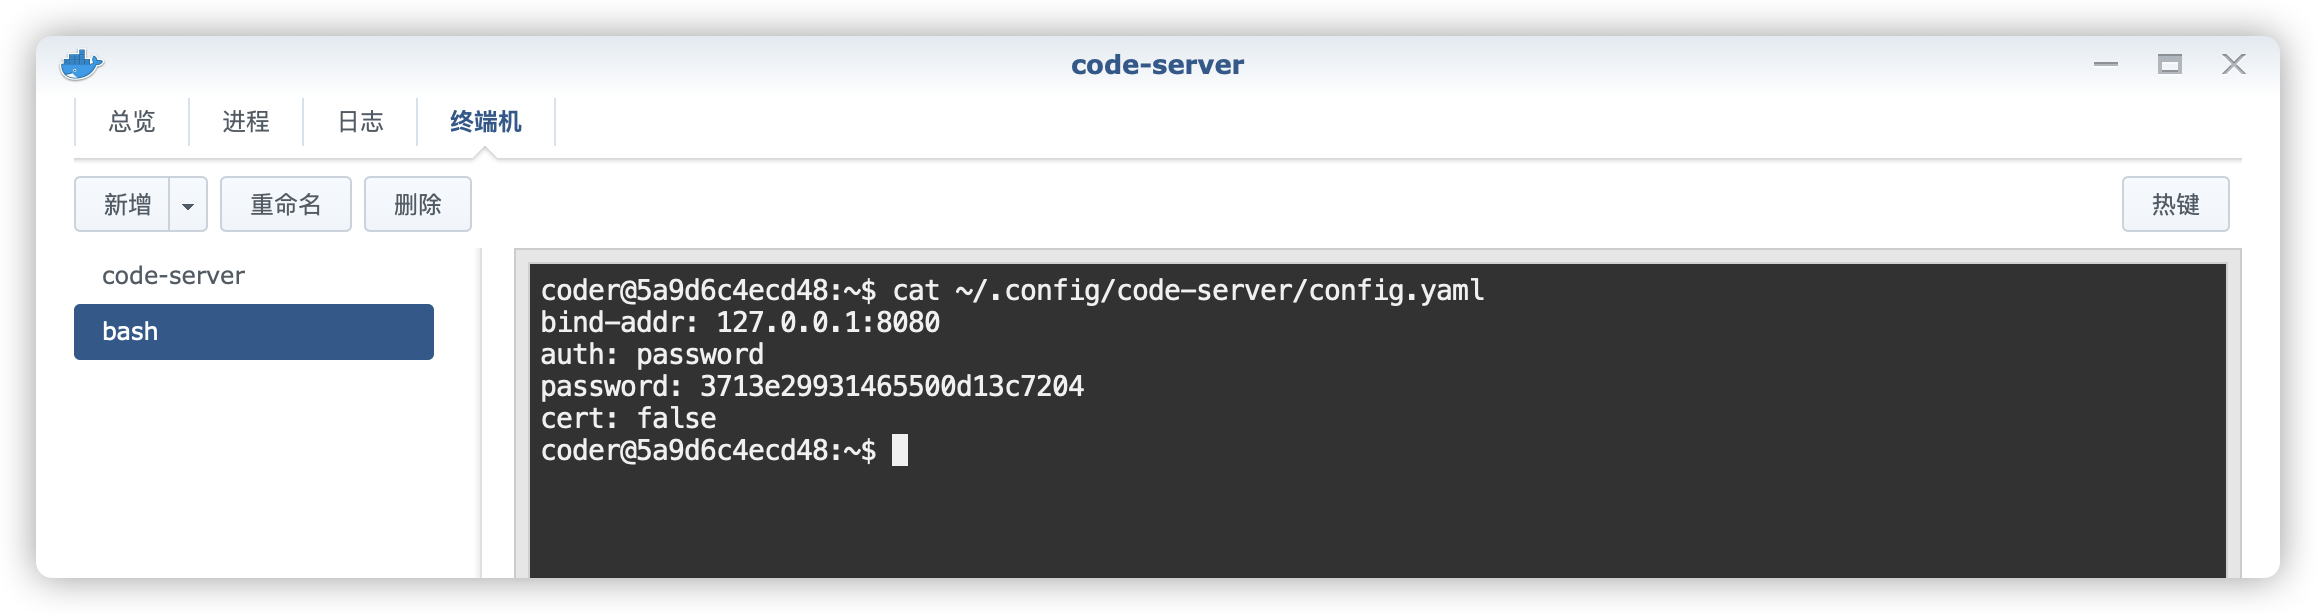 code-server
总览 进程 日志 终端机
新增 重命名 删除 热键
code-server
bash
coder@5a9d6c4ecd48:~$ cat ~/.config/code-server/config.yaml
bind-addr: 127.0.0.1:8080
auth: password
password: 3713e29931465500d13c7204
cert: false
coder@5a9d6c4ecd48:~$